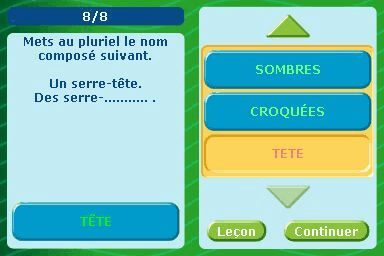 8/8
Mets au pluriel le nom
composé suivant.
Un serre-tête.
Des serre-........... .
TÊTE
SOMBRES
CROQUÉES
TETE
Leçon
Continuer